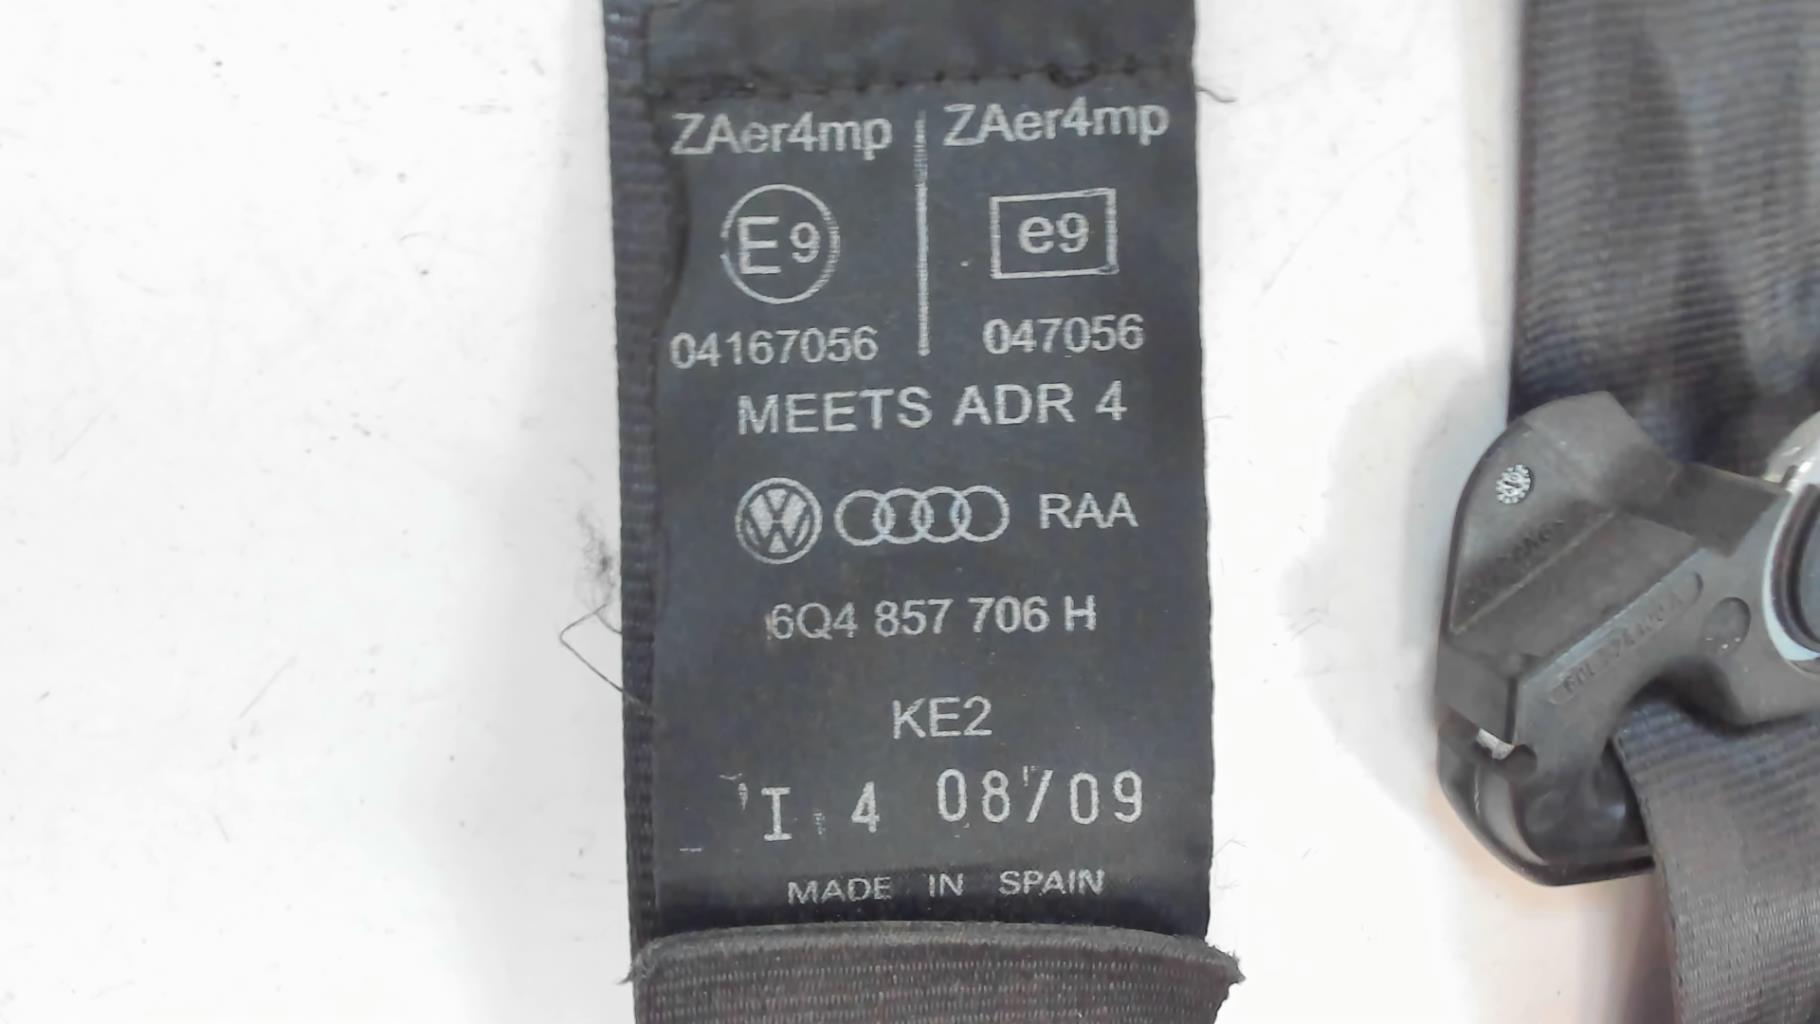 ZAer4mp ZAer4mp
E9 e9
04167056 047056
MEETS ADR 4
RAA
6Q4 857 706 H
KE2
I 4 08/09
MADE IN SPAIN